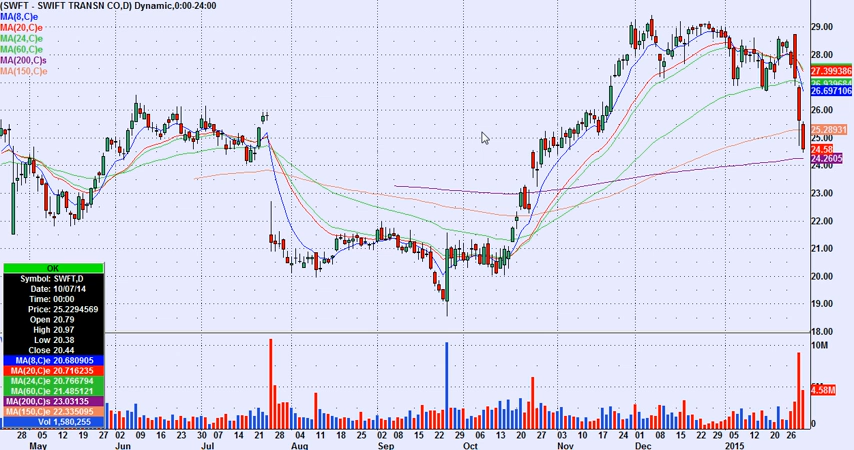 (SWFT - SWIFT TRANSN CO,D) Dynamic,0:00-24:00
MA(8,C)e
MA(20,C)e
MA(24,C)e
MA(60,C)e
MA(200,C)s
MA(150,C)e
29.00
28.00
27.399386
26.697106
26.00
25.28931
25.00
24.58
24.2605
24.00
23.00
22.00
21.00
20.00
19.00
18.00
10M
4.58M
0
OK
Symbol: SWFT,D
Date: 10/07/14
Time: 00:00
Price: 25.2294569
Open 20.79
High 20.97
Low 20.38
Close 20.44
MA(8,C)e 20.680905
MA(20,C)e 20.716235
MA(24,C)e 20.766794
MA(60,C)e 21.485121
MA(200,C)s 23.03135
MA(150,C)e 22.335095
Vol 1,580,255
28 05 12 19 27 02 09 16 23 30 07 14 21 28 04 11 18 25 02 08 15 22 29 06 13 20 27 03 10 17 24 01 08 15 22 29 05 12 20 26
May Jun Jul Aug Sep Oct Nov Dec 2015